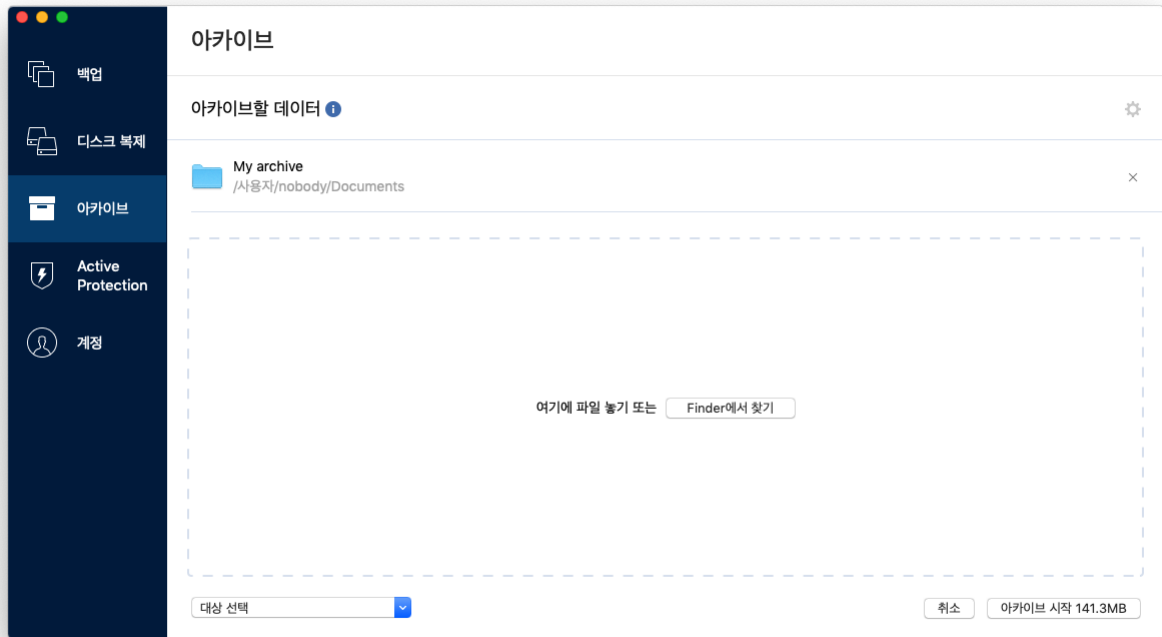 아카이브
백업
아카이브할 데이터
디스크 복제
My archive
/사용자/nobody/Documents
아카이브
Active
Protection
계정
여기에 파일 놓기 또는 Finder에서 찾기
대상 선택
취소
아카이브 시작 141.3MB